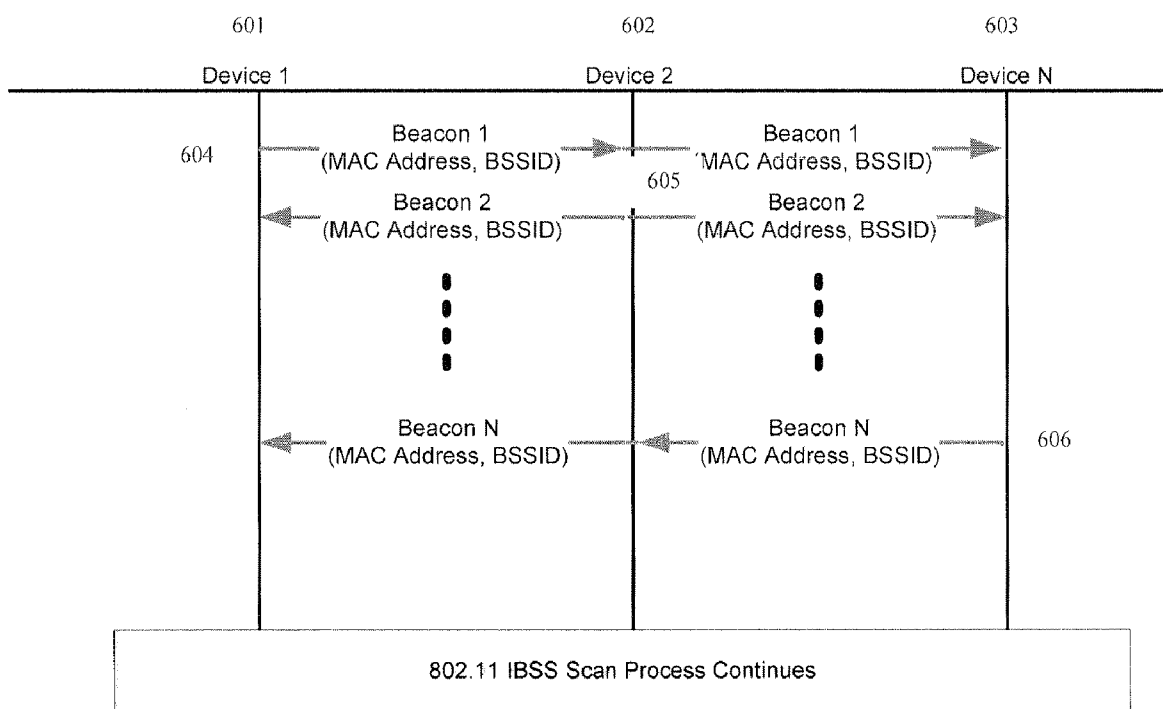 601 602 603
Device 1 Device 2 Device N
604
Beacon 1
(MAC Address, BSSID)
Beacon 1
(MAC Address, BSSID)
605
Beacon 2
(MAC Address, BSSID)
Beacon 2
(MAC Address, BSSID)
Beacon N
(MAC Address, BSSID)
Beacon N
(MAC Address, BSSID)
606
802.11 IBSS Scan Process Continues